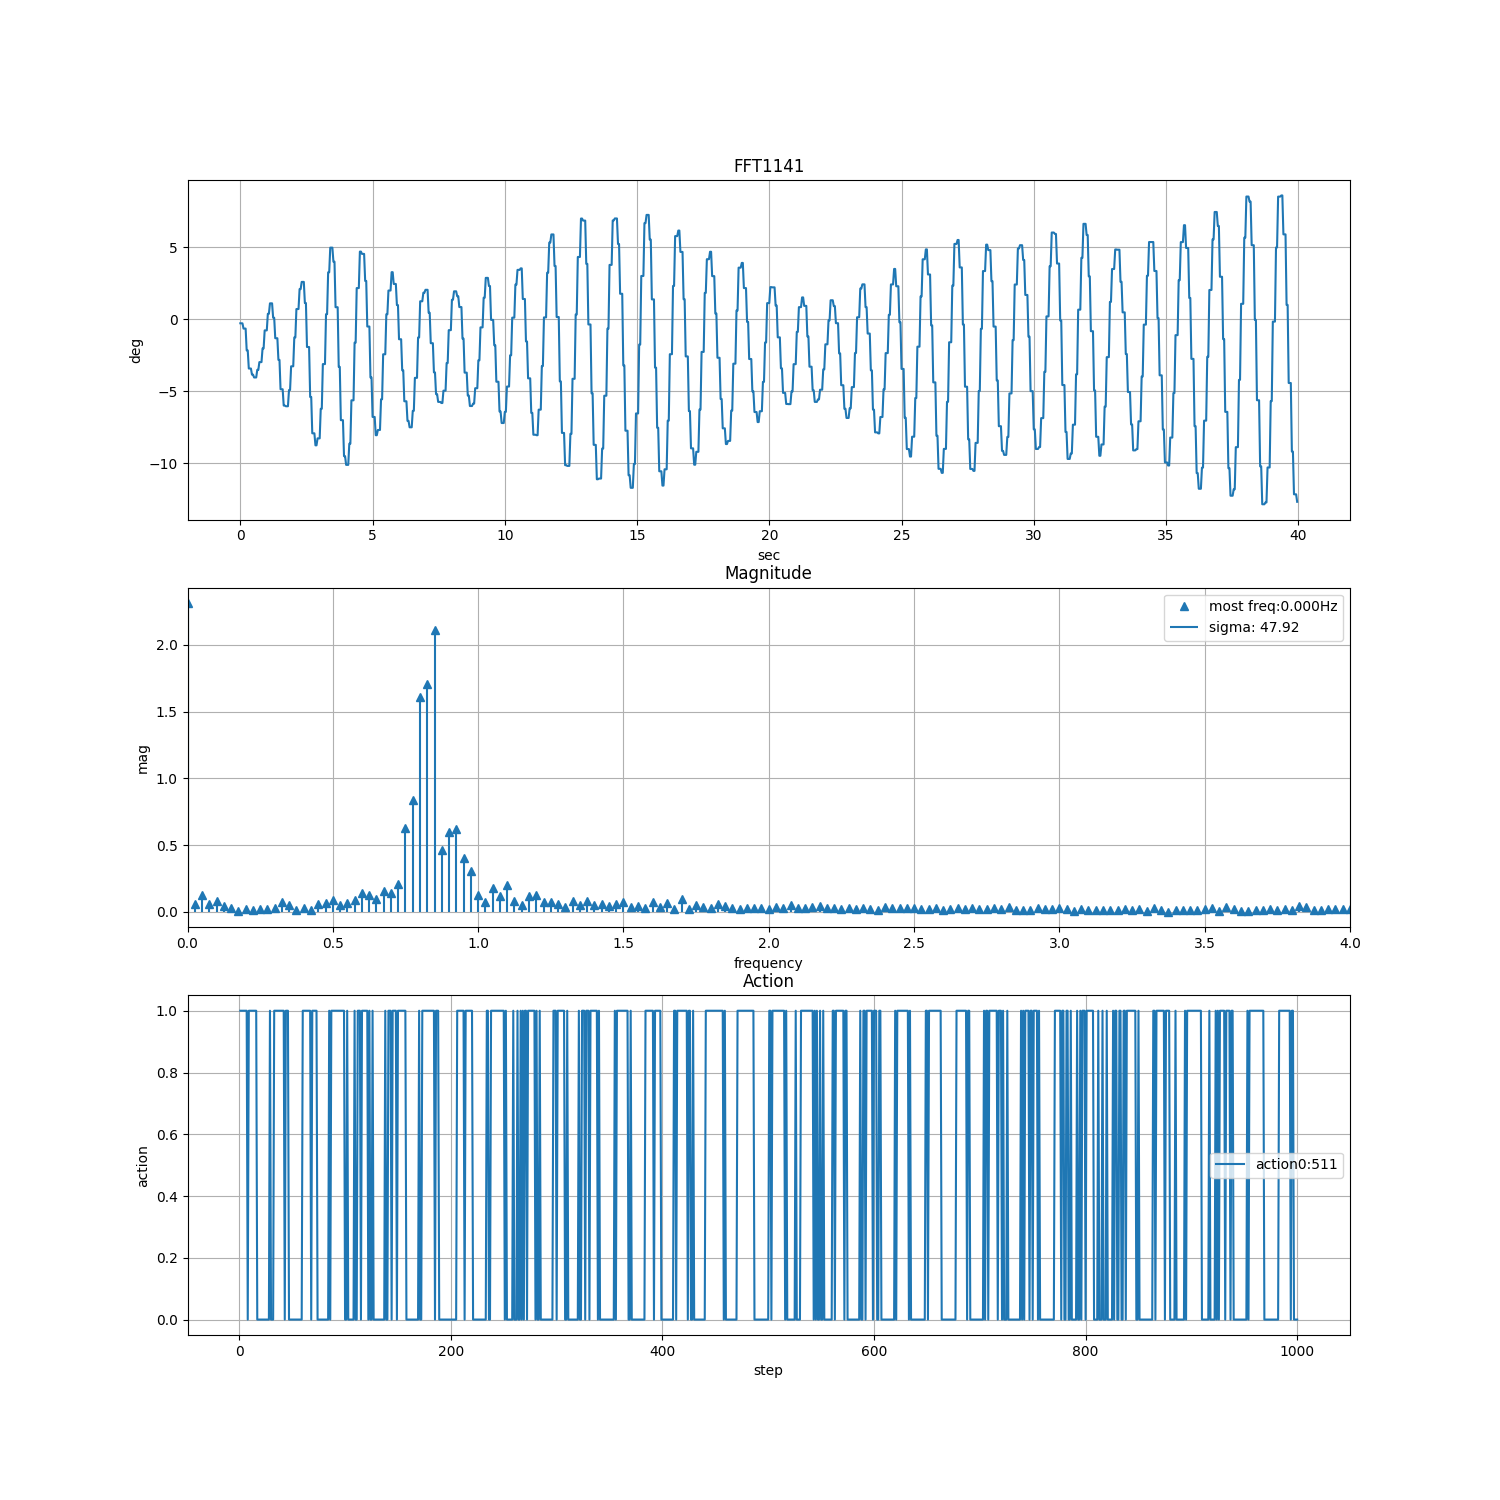 FFT1141
deg
5
0
−5
−10
0 5 10 15 20 25 30 35 40
sec
Magnitude
most freq:0.000Hz
sigma: 47.92
mag
2.0
1.5
1.0
0.5
0.0
0.0 0.5 1.0 1.5 2.0 2.5 3.0 3.5 4.0
frequency
Action
action
1.0
0.8
0.6
0.4
0.2
0.0
action0:511
0 200 400 600 800 1000
step